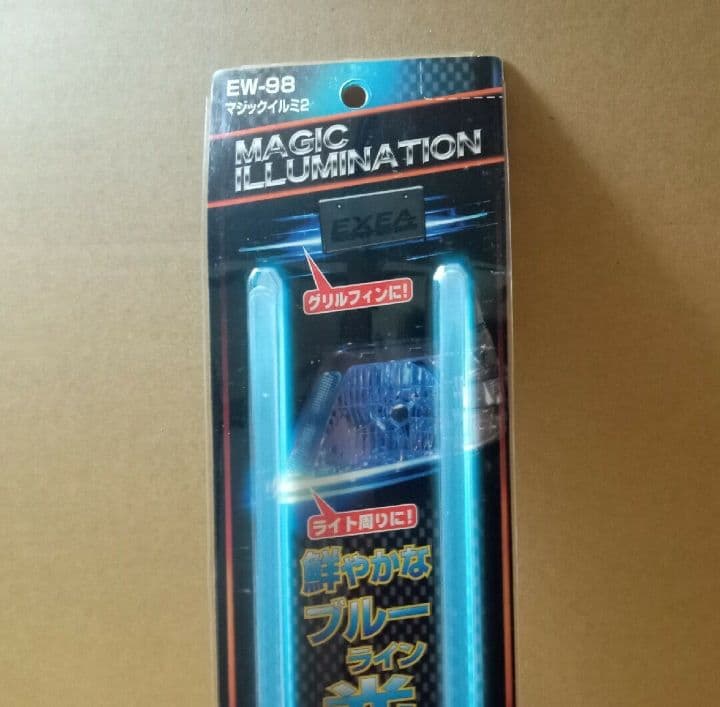 EW-98
マジックイルミ2
MAGIC
ILLUMINATION
EXEA
グリルフィンに!
ライト周りに!
鮮やかな
ブルー
ライン